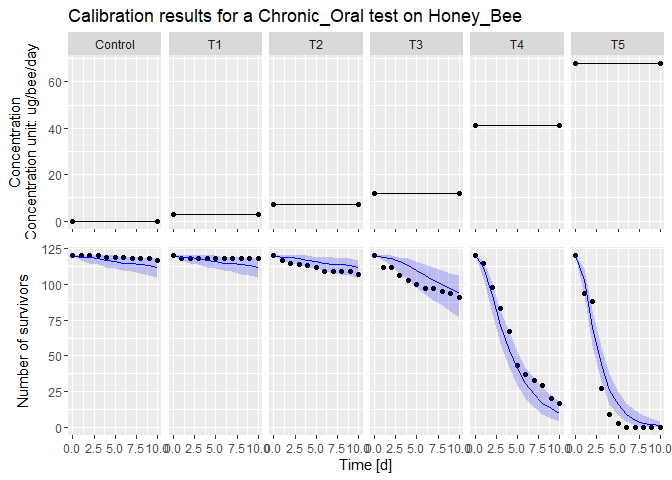 Calibration results for a Chronic_Oral test on Honey_Bee
Control T1 T2 T3 T4 T5
Concentration
Concentration unit: ug/bee/day
60
40
20
0
Number of survivors
125
100
75
50
25
0
0.0 2.5 5.0 7.5 10.0 0.0 2.5 5.0 7.5 10.0 0.0 2.5 5.0 7.5 10.0 0.0 2.5 5.0 7.5 10.0 0.0 2.5 5.0 7.5 10.0 0.0 2.5 5.0 7.5 10.0
Time [d]